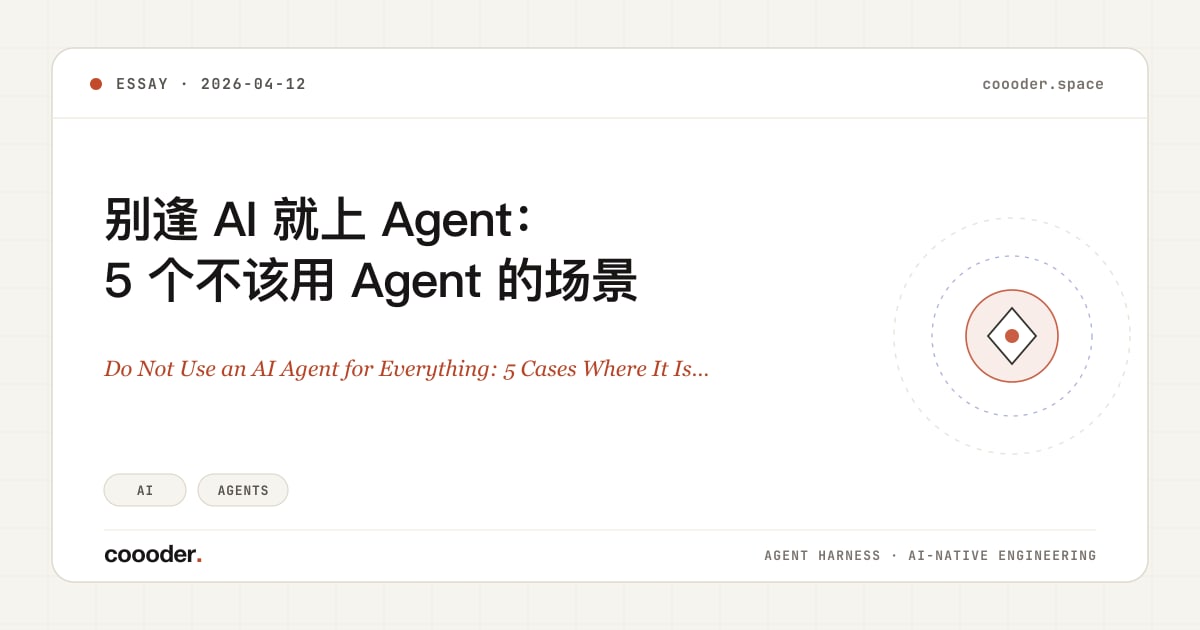 ESSAY · 2026-04-12
coooder.space
别逢 AI 就上 Agent：
5 个不该用 Agent 的场景
Do Not Use an AI Agent for Everything: 5 Cases Where It Is…
AI
AGENTS
coooder.
AGENT HARNESS · AI-NATIVE ENGINEERING